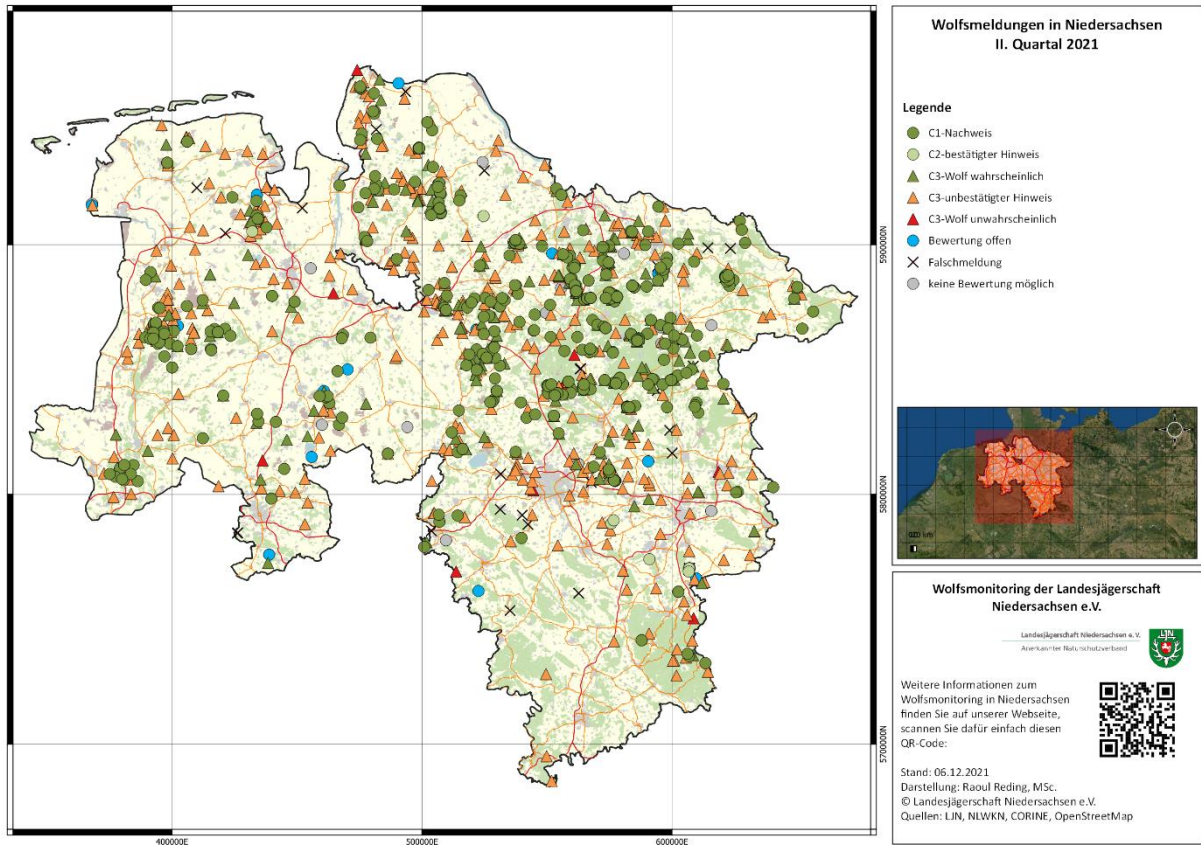 Wolfsmeldungen in Niedersachsen
II. Quartal 2021
Legende
C1-Nachweis
C2-bestätigter Hinweis
C3-Wolf wahrscheinlich
C3-unbestätigter Hinweis
C3-Wolf unwahrscheinlich
Bewertung offen
Falschmeldung
keine Bewertung möglich
5900000N
5800000N
5700000N
400000E
500000E
600000E
Wolfsmonitoring der Landesjägerschaft
Niedersachsen e.V.
Landesjägerschaft Niedersachsen e. V.
Anerkannter Naturschutzverband
LJN
Weitere Informationen zum
Wolfsmonitoring in Niedersachsen
finden Sie auf unserer Webseite,
scannen Sie dafür einfach diesen
QR-Code:
Stand: 06.12.2021
Darstellung: Raoul Reding, MSc.
© Landesjägerschaft Niedersachsen e.V.
Quellen: LJN, NLWKN, CORINE, OpenStreetMap